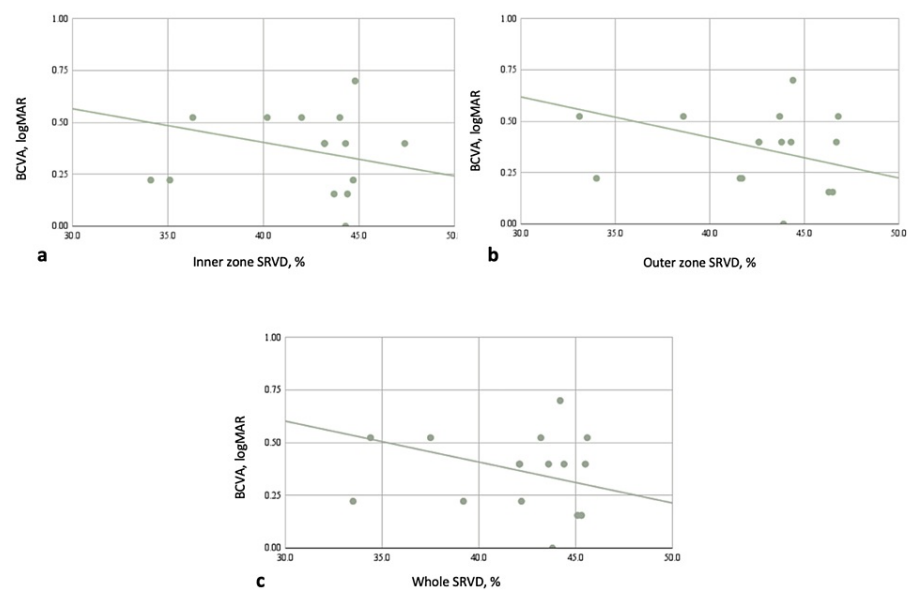 1.00
0.75
0.50
0.25
0.00
BCVA, logMAR
30.0 35.0 40.0 45.0 50.
a
Inner zone SRVD, %
1.00
0.75
0.50
0.25
0.00
BCVA, logMAR
30.0 35.0 40.0 45.0 50.0
b
Outer zone SRVD, %
1.00
0.75
0.50
0.25
0.00
BCVA, logMAR
30.0 35.0 40.0 45.0 50.0
c
Whole SRVD, %